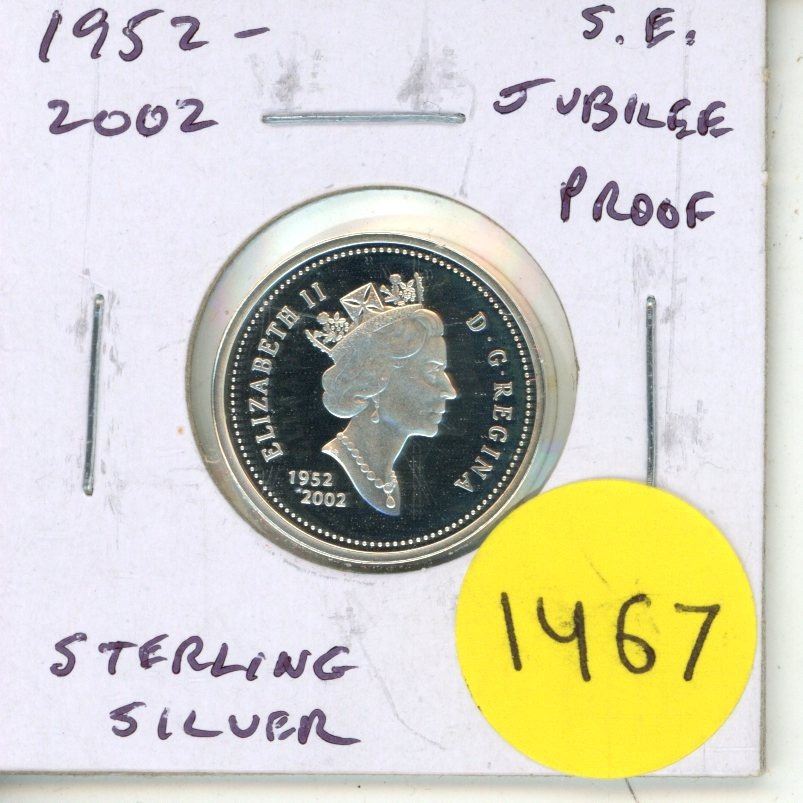 1952-
2002
S. E.
JUBILEE
PROOF
ELIZABETH II
D·G·REGINA
1952
2002
STERLING
SILVER
1467